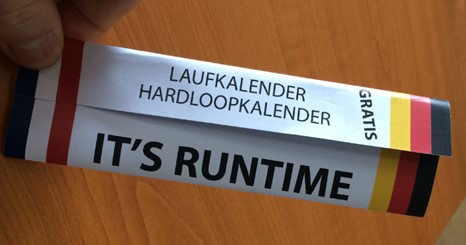 LAUFKALENDER
HARDLOOPKALENDER
GRATIS
IT'S RUNTIME